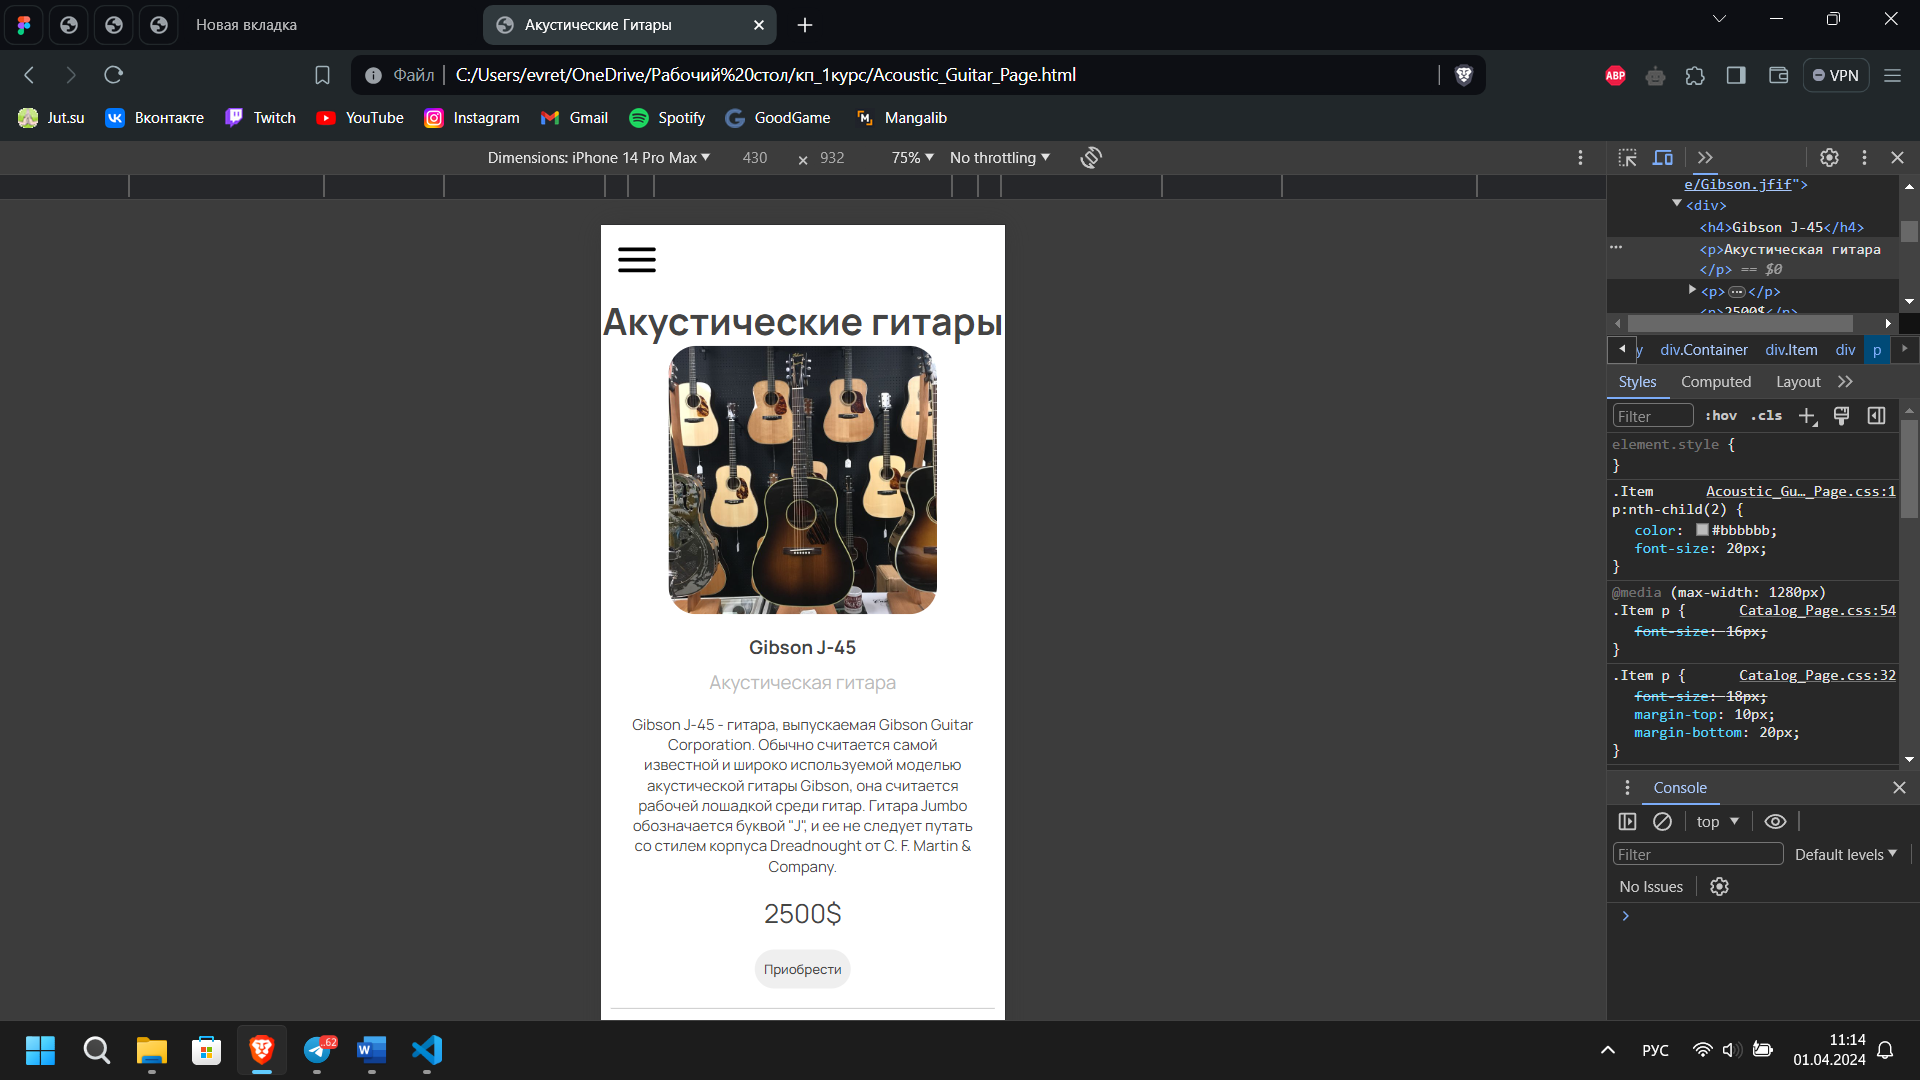 Новая вкладка
Акустические Гитары
Файл
C:/Users/evret/OneDrive/Рабочий%20стол/кп_1курс/Acoustic_Guitar_Page.html
ABP
VPN
Jut.su
Вконтакте
Twitch
YouTube
Instagram
Gmail
Spotify
GoodGame
Mangalib
Dimensions: iPhone 14 Pro Max
430
×
932
75%
No throttling
e/Gibson.jfif">
<div>
<h4>Gibson J-45</h4>
<p>Акустическая гитара
</p> == $0
<p>…</p>
<p>2500$</p>
y
div.Container
div.Item
div
p
Styles
Computed
Layout
Filter
:hov
.cls
element.style {
}
.Item
Acoustic_Gu…_Page.css:1
p:nth-child(2) {
color: #bbbbbb;
font-size: 20px;
}
@media (max-width: 1280px)
.Item p {
Catalog_Page.css:54
font-size: 16px;
}
.Item p {
Catalog_Page.css:32
font-size: 18px;
margin-top: 10px;
margin-bottom: 20px;
}
Console
top
Filter
Default levels
No Issues
Акустические гитары
Gibson J-45
Акустическая гитара
Gibson J-45 - гитара, выпускаемая Gibson Guitar
Corporation. Обычно считается самой
известной и широко используемой моделью
акустической гитары Gibson, она считается
рабочей лошадкой среди гитар. Гитара Jumbo
обозначается буквой "J", и ее не следует путать
со стилем корпуса Dreadnought от C. F. Martin &
Company.
2500$
Приобрести
..62
W
РУС
11:14
01.04.2024